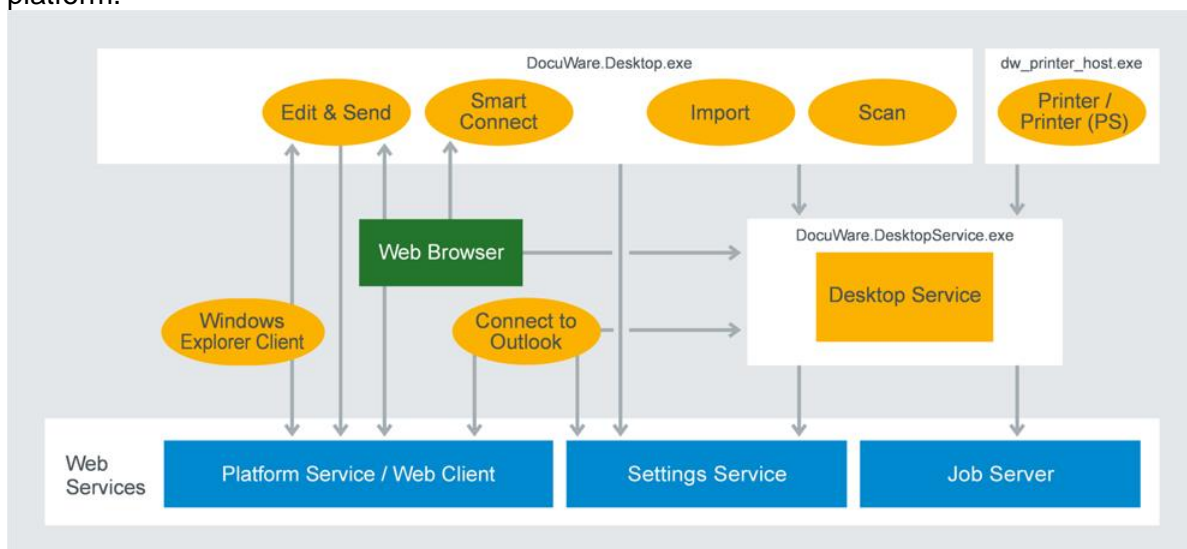 platform.
DocuWare.Desktop.exe
dw_printer_host.exe
Edit & Send
Smart
Connect
Import
Scan
Printer /
Printer (PS)
Web Browser
DocuWare.DesktopService.exe
Desktop Service
Windows
Explorer Client
Connect to
Outlook
Web
Services
Platform Service / Web Client
Settings Service
Job Server